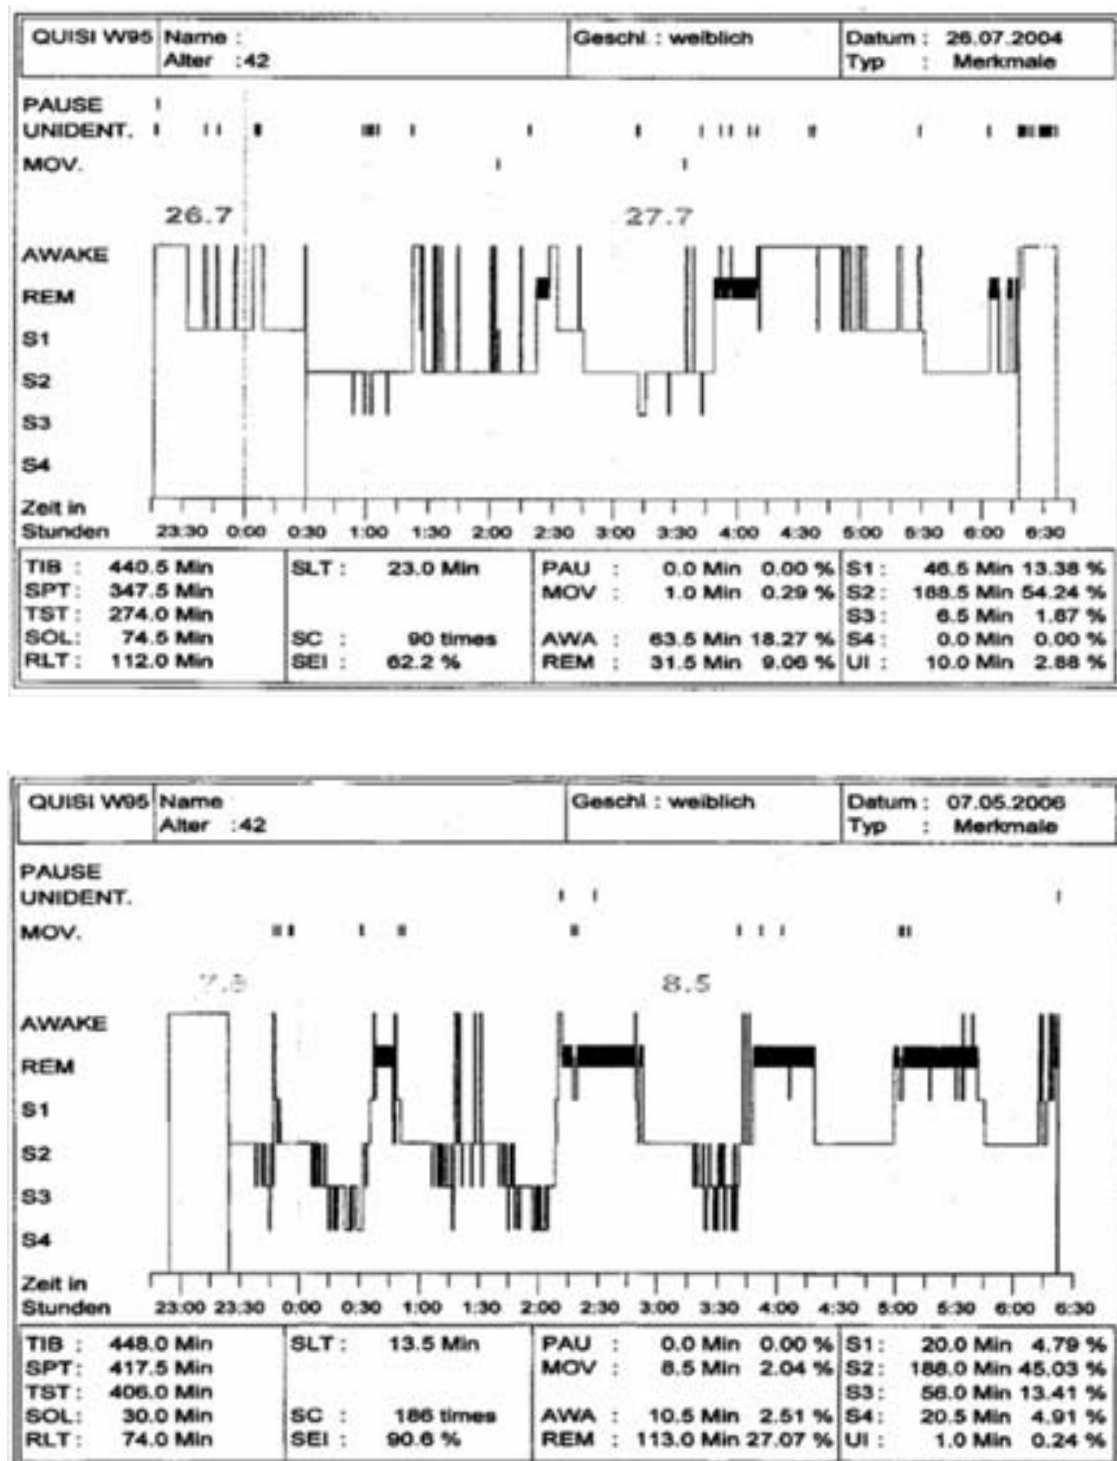 QUISI W95 Name : Geschl. : weiblich Datum : 26.07.2004
Alter :42 Typ : Merkmale
PAUSE
UNIDENT.
MOV.
26.7 27.7
AWAKE
REM
S1
S2
S3
S4
Zeit in
Stunden 23:30 0:00 0:30 1:00 1:30 2:00 2:30 3:00 3:30 4:00 4:30 5:00 5:30 6:00 6:30
TIB : 440.5 Min SLT : 23.0 Min PAU : 0.0 Min 0.00 % S1 : 46.5 Min 13.38 %
SPT : 347.5 Min MOV : 1.0 Min 0.29 % S2 : 188.5 Min 54.24 %
TST : 274.0 Min S3 : 6.5 Min 1.87 %
SOL : 74.5 Min SC : 90 times AWA : 63.5 Min 18.27 % S4 : 0.0 Min 0.00 %
RLT : 112.0 Min SEI : 62.2 % REM : 31.5 Min 9.06 % UI : 10.0 Min 2.88 %
QUISI W95 Name Geschl. : weiblich Datum : 07.05.2006
Alter :42 Typ : Merkmale
PAUSE
UNIDENT.
MOV.
8.5
AWAKE
REM
S1
S2
S3
S4
Zeit in
Stunden 23:00 23:30 0:00 0:30 1:00 1:30 2:00 2:30 3:00 3:30 4:00 4:30 5:00 5:30 6:00 6:30
TIB : 448.0 Min SLT : 13.5 Min PAU : 0.0 Min 0.00 % S1 : 20.0 Min 4.79 %
SPT : 417.5 Min MOV : 8.5 Min 2.04 % S2 : 188.0 Min 45.03 %
TST : 406.0 Min S3 : 56.0 Min 13.41 %
SOL : 30.0 Min SC : 186 times AWA : 10.5 Min 2.51 % S4 : 20.5 Min 4.91 %
RLT : 74.0 Min SEI : 90.6 % REM : 113.0 Min 27.07 % UI : 1.0 Min 0.24 %